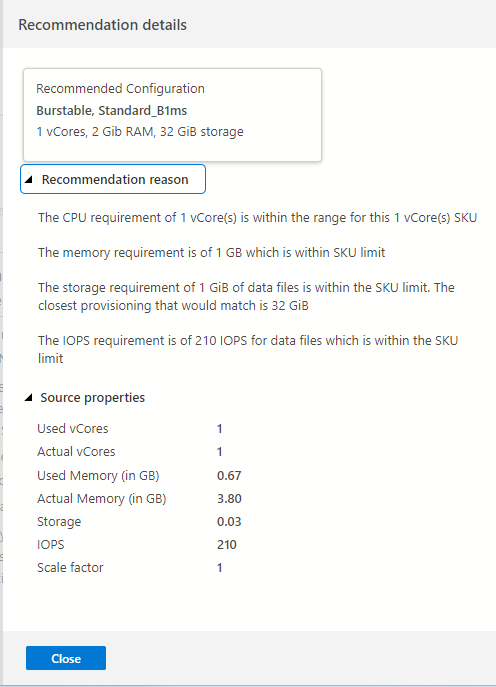 Recommendation details
Recommended Configuration
Burstable, Standard_B1ms
1 vCores, 2 Gib RAM, 32 GiB storage
Recommendation reason
The CPU requirement of 1 vCore(s) is within the range for this 1 vCore(s) SKU
The memory requirement is of 1 GB which is within SKU limit
The storage requirement of 1 GiB of data files is within the SKU limit. The
closest provisioning that would match is 32 GiB
The IOPS requirement is of 210 IOPS for data files which is within the SKU
limit
Source properties
Used vCores 1
Actual vCores 1
Used Memory (in GB) 0.67
Actual Memory (in GB) 3.80
Storage 0.03
IOPS 210
Scale factor 1
Close